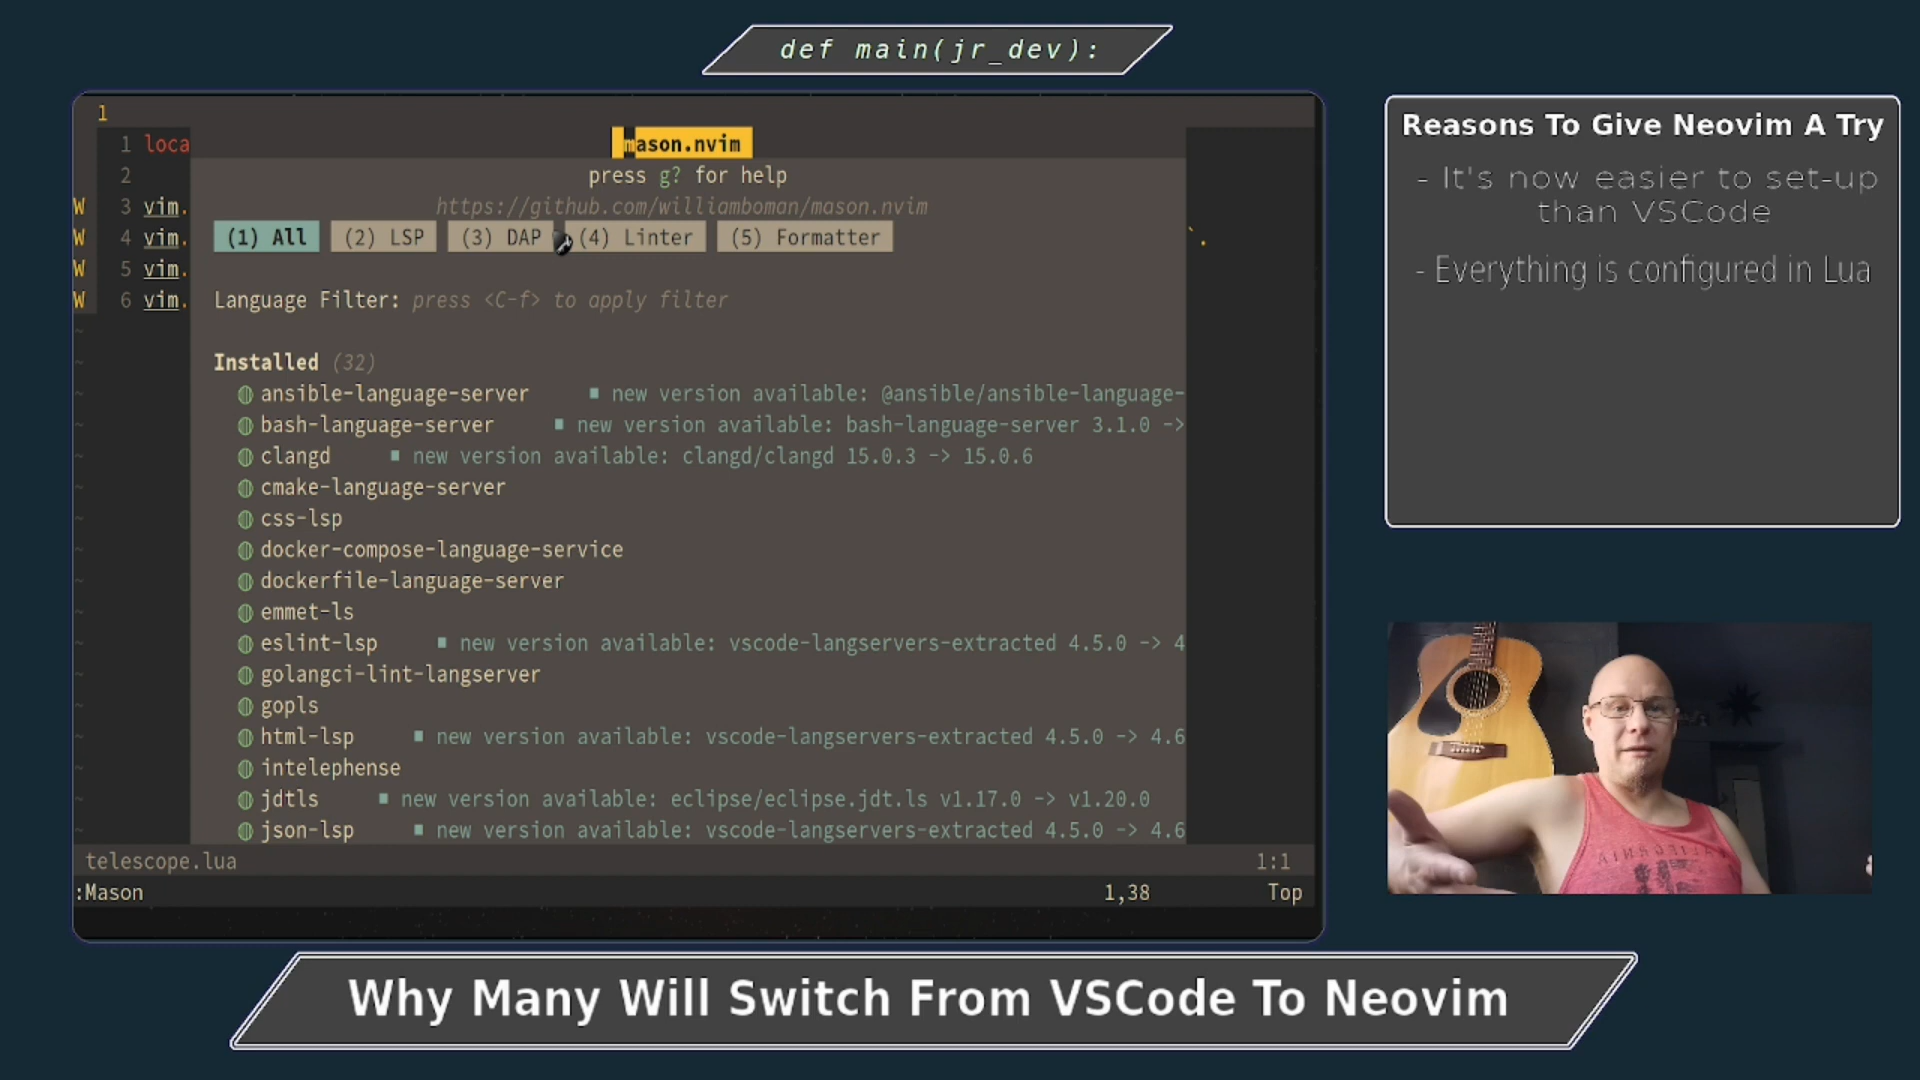 def main(jr_dev):
1
1 loca
mason.nvim
2
press g? for help
W 3 vim.
https://github.com/williamboman/mason.nvim
W 4 vim.
(1) All (2) LSP (3) DAP (4) Linter (5) Formatter
`.
W 5 vim.
W 6 vim.
Language Filter: press <C-f> to apply filter
Installed (32)
ansible-language-server ■ new version available: @ansible/ansible-language-
bash-language-server ■ new version available: bash-language-server 3.1.0 ->
clangd ■ new version available: clangd/clangd 15.0.3 -> 15.0.6
cmake-language-server
css-lsp
docker-compose-language-service
dockerfile-language-server
emmet-ls
eslint-lsp ■ new version available: vscode-langservers-extracted 4.5.0 -> 4
golangci-lint-langserver
gopls
html-lsp ■ new version available: vscode-langservers-extracted 4.5.0 -> 4.6
intelephense
jdtls ■ new version available: eclipse/eclipse.jdt.ls v1.17.0 -> v1.20.0
json-lsp ■ new version available: vscode-langservers-extracted 4.5.0 -> 4.6
telescope.lua 1:1
:Mason 1,38 Top
Reasons To Give Neovim A Try
- It's now easier to set-up
than VSCode
- Everything is configured in Lua
Why Many Will Switch From VSCode To Neovim